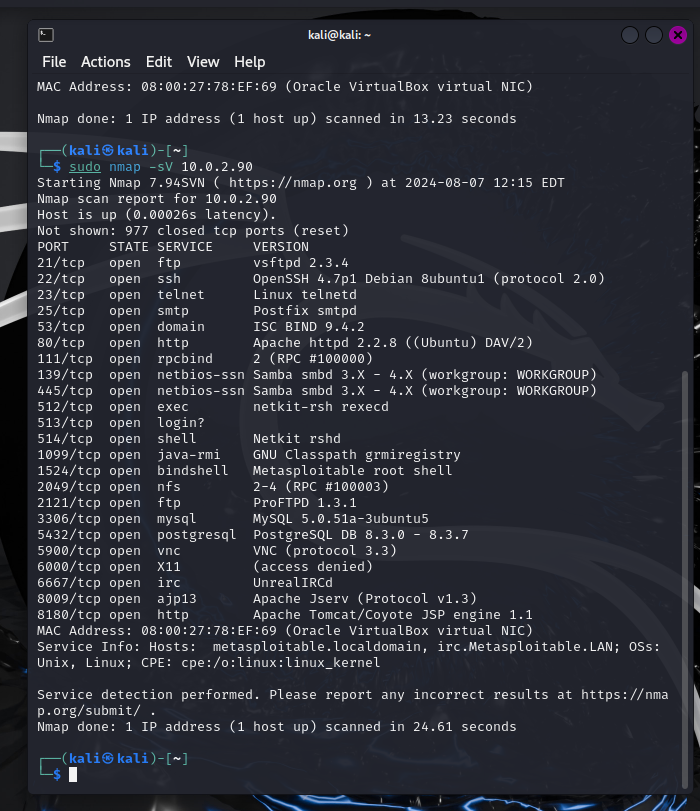 kali@kali: ~
File Actions Edit View Help
MAC Address: 08:00:27:78:EF:69 (Oracle VirtualBox virtual NIC)
Nmap done: 1 IP address (1 host up) scanned in 13.23 seconds
┌──(kali㉿kali)-[~]
└─$ sudo nmap -sV 10.0.2.90
Starting Nmap 7.94SVN ( https://nmap.org ) at 2024-08-07 12:15 EDT
Nmap scan report for 10.0.2.90
Host is up (0.00026s latency).
Not shown: 977 closed tcp ports (reset)
PORT     STATE SERVICE     VERSION
21/tcp   open  ftp         vsftpd 2.3.4
22/tcp   open  ssh         OpenSSH 4.7p1 Debian 8ubuntu1 (protocol 2.0)
23/tcp   open  telnet      Linux telnetd
25/tcp   open  smtp        Postfix smtpd
53/tcp   open  domain      ISC BIND 9.4.2
80/tcp   open  http        Apache httpd 2.2.8 ((Ubuntu) DAV/2)
111/tcp  open  rpcbind     2 (RPC #100000)
139/tcp  open  netbios-ssn Samba smbd 3.X - 4.X (workgroup: WORKGROUP)
445/tcp  open  netbios-ssn Samba smbd 3.X - 4.X (workgroup: WORKGROUP)
512/tcp  open  exec        netkit-rsh rexecd
513/tcp  open  login?
514/tcp  open  shell       Netkit rshd
1099/tcp open  java-rmi    GNU Classpath grmiregistry
1524/tcp open  bindshell   Metasploitable root shell
2049/tcp open  nfs         2-4 (RPC #100003)
2121/tcp open  ftp         ProFTPD 1.3.1
3306/tcp open  mysql       MySQL 5.0.51a-3ubuntu5
5432/tcp open  postgresql  PostgreSQL DB 8.3.0 - 8.3.7
5900/tcp open  vnc         VNC (protocol 3.3)
6000/tcp open  X11         (access denied)
6667/tcp open  irc         UnrealIRCd
8009/tcp open  ajp13       Apache Jserv (Protocol v1.3)
8180/tcp open  http        Apache Tomcat/Coyote JSP engine 1.1
MAC Address: 08:00:27:78:EF:69 (Oracle VirtualBox virtual NIC)
Service Info: Hosts:  metasploitable.localdomain, irc.Metasploitable.LAN; OSs:
Unix, Linux; CPE: cpe:/o:linux:linux_kernel
Service detection performed. Please report any incorrect results at https://nma
p.org/submit/ .
Nmap done: 1 IP address (1 host up) scanned in 24.61 seconds
┌──(kali㉿kali)-[~]
└─$